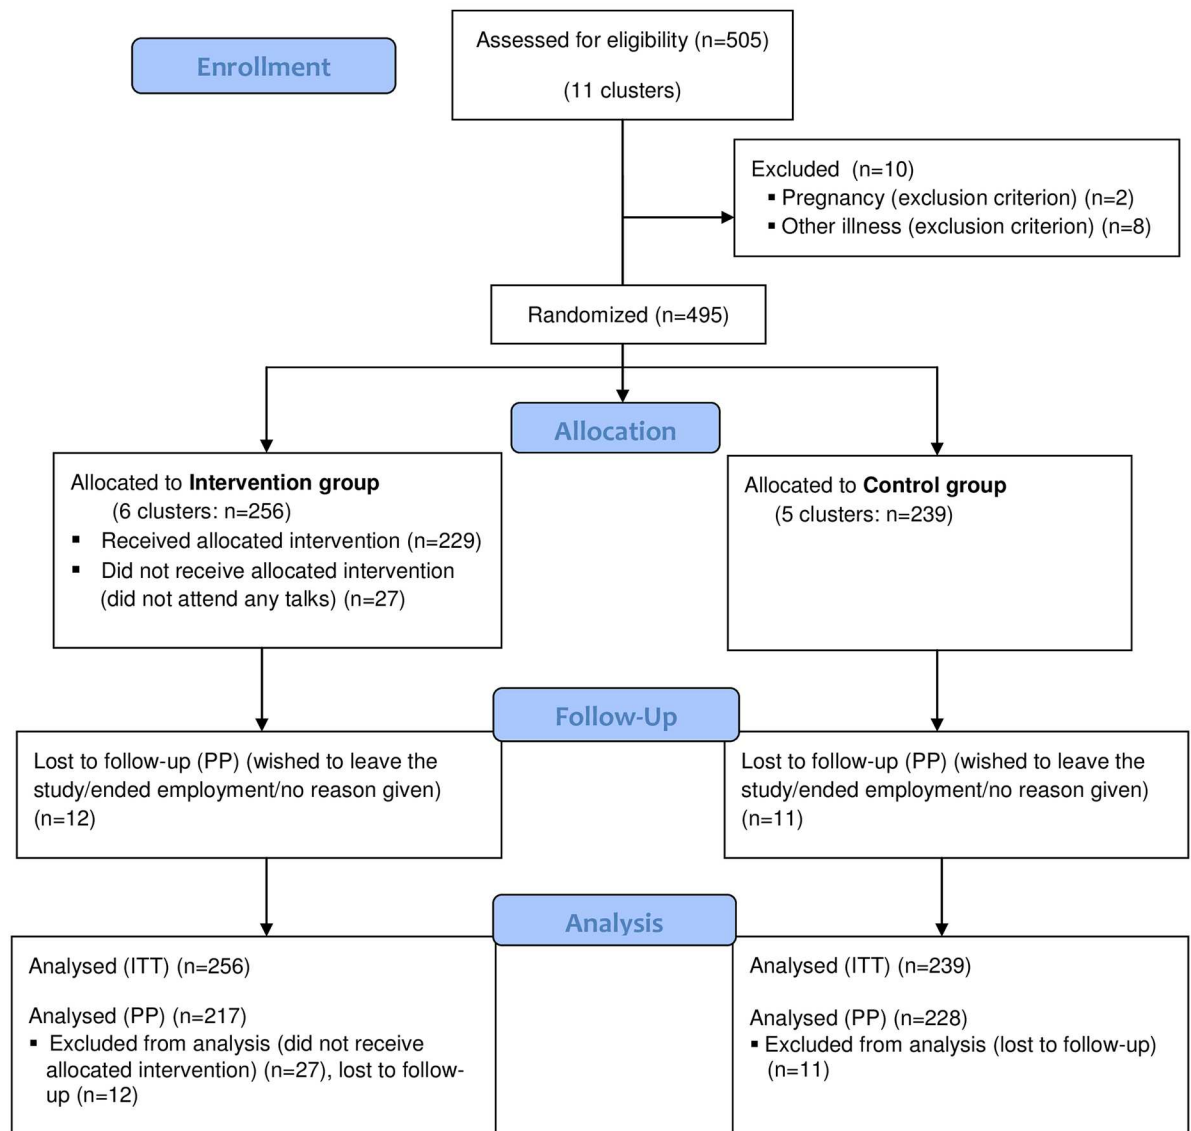 Enrollment
Assessed for eligibility (n=505)
(11 clusters)
Excluded (n=10)
▪ Pregnancy (exclusion criterion) (n=2)
▪ Other illness (exclusion criterion) (n=8)
Randomized (n=495)
Allocation
Allocated to Intervention group
(6 clusters: n=256)
▪ Received allocated intervention (n=229)
▪ Did not receive allocated intervention
(did not attend any talks) (n=27)
Allocated to Control group
(5 clusters: n=239)
Follow-Up
Lost to follow-up (PP) (wished to leave the
study/ended employment/no reason given)
(n=12)
Lost to follow-up (PP) (wished to leave the
study/ended employment/no reason given)
(n=11)
Analysis
Analysed (ITT) (n=256)
Analysed (PP) (n=217)
▪ Excluded from analysis (did not receive
allocated intervention) (n=27), lost to follow-
up (n=12)
Analysed (ITT) (n=239)
Analysed (PP) (n=228)
▪ Excluded from analysis (lost to follow-up)
(n=11)